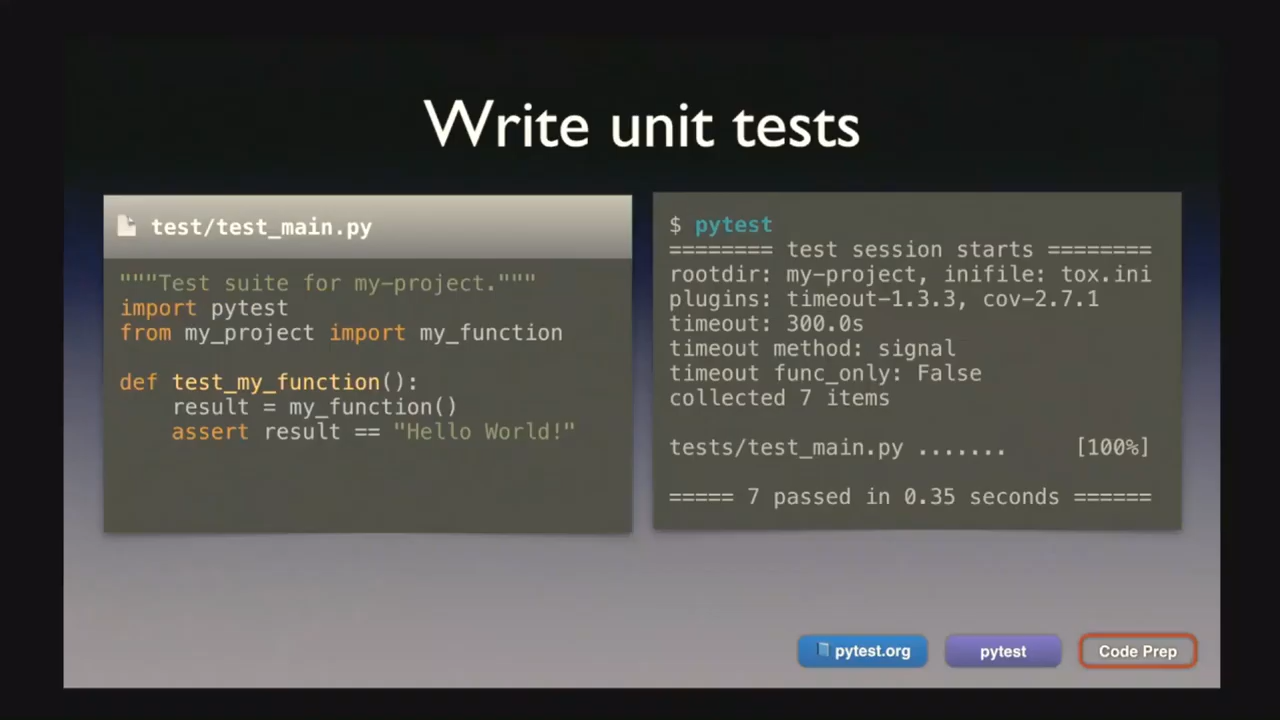 Write unit tests
test/test_main.py
"""Test suite for my-project."""
import pytest
from my_project import my_function
def test_my_function():
result = my_function()
assert result == "Hello World!"
$ pytest
======== test session starts ========
rootdir: my-project, inifile: tox.ini
plugins: timeout-1.3.3, cov-2.7.1
timeout: 300.0s
timeout method: signal
timeout func_only: False
collected 7 items
tests/test_main.py ....... [100%]
===== 7 passed in 0.35 seconds ======
pytest.org
pytest
Code Prep